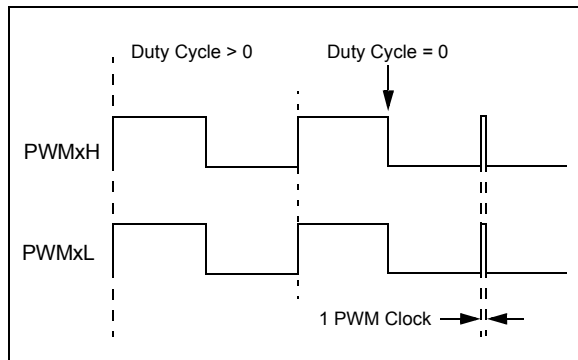 Duty Cycle > 0
Duty Cycle = 0
PWMxH
PWMxL
1 PWM Clock